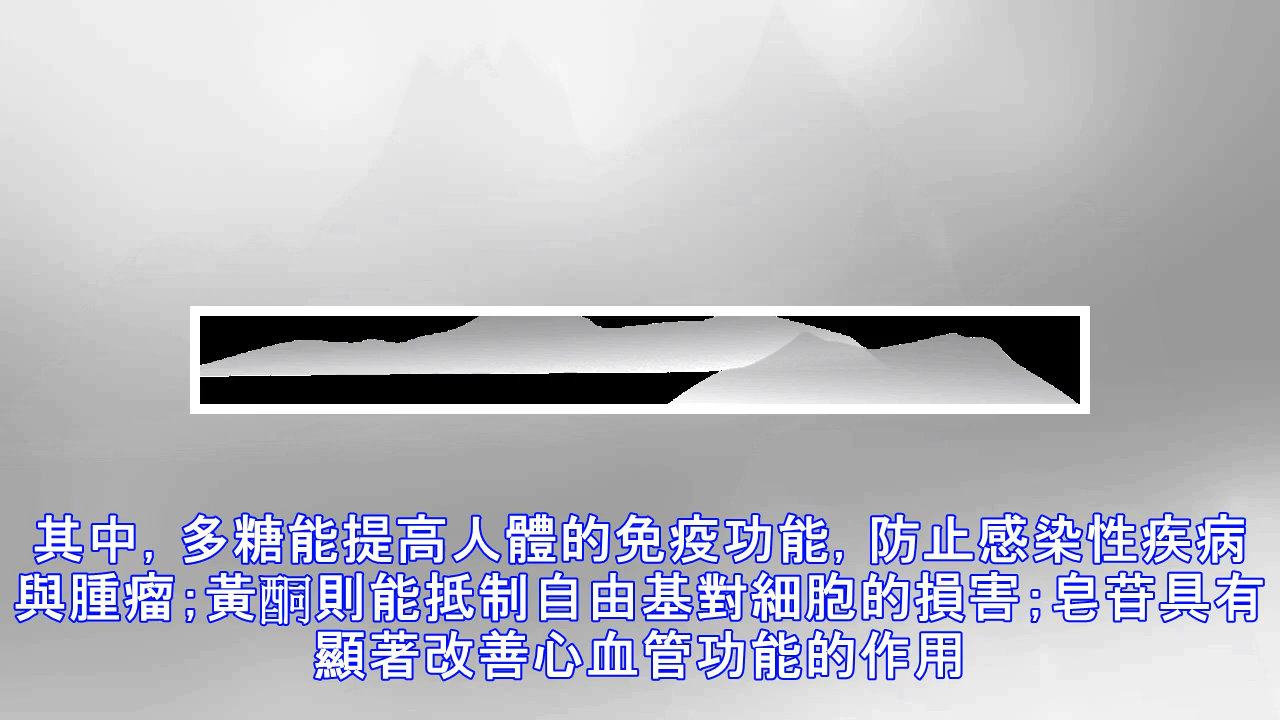 其中, 多糖能提高人體的免疫功能, 防止感染性疾病
與腫瘤;黃酮則能抵制自由基對細胞的損害;皂苷具有
顯著改善心血管功能的作用